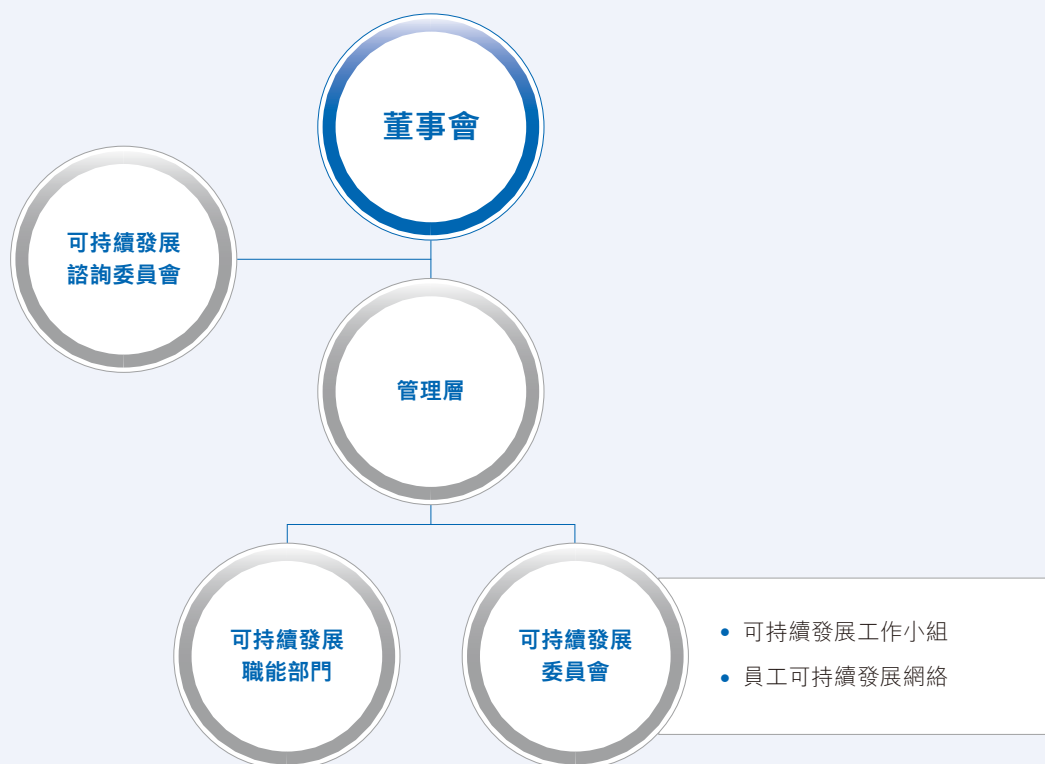 董事會
可持續發展
諮詢委員會
管理層
可持續發展
職能部門
可持續發展
委員會
• 可持續發展工作小組
• 員工可持續發展網絡